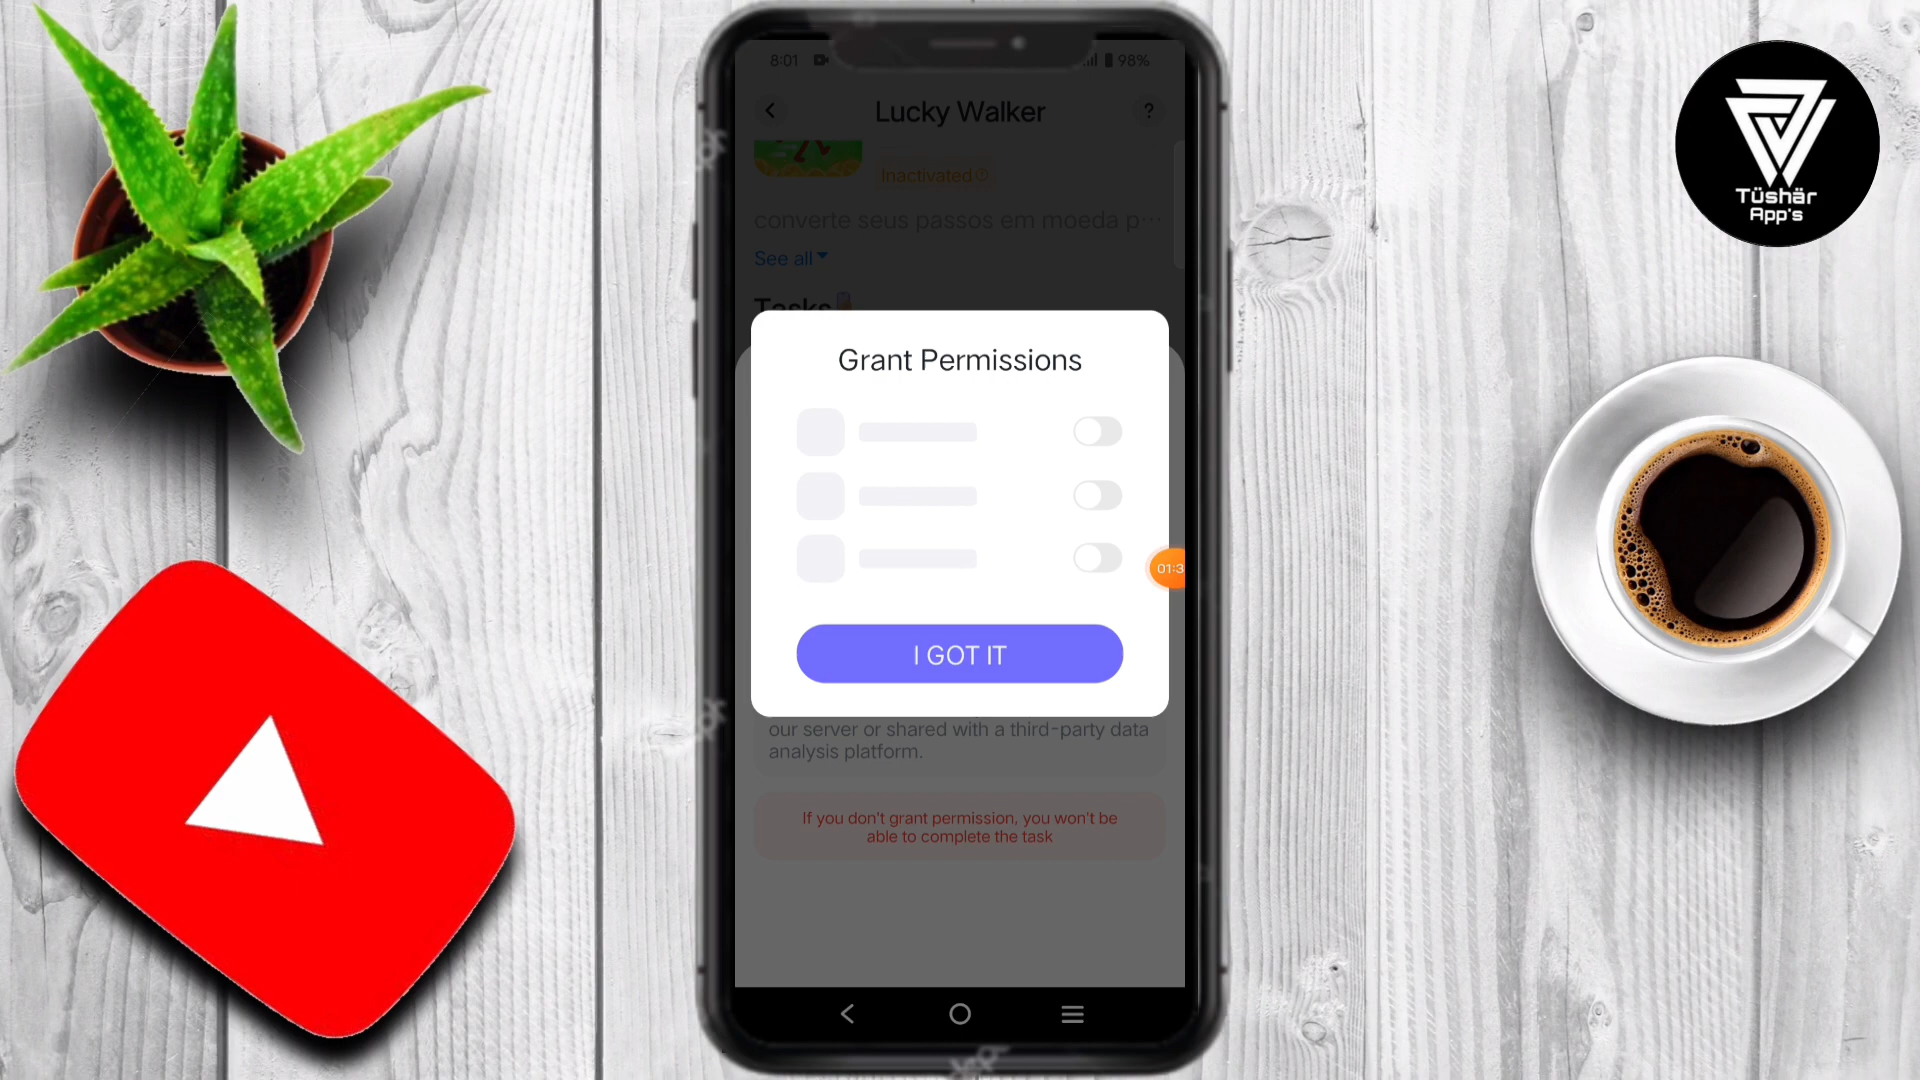 8:01
98%
Lucky Walker
?
Inactivated
converte seus passos em moeda p···
See all
Tasks
Grant Permissions
I GOT IT
01:3
our server or shared with a third-party data
analysis platform.
If you don't grant permission, you won't be
able to complete the task
Tüshär
App's